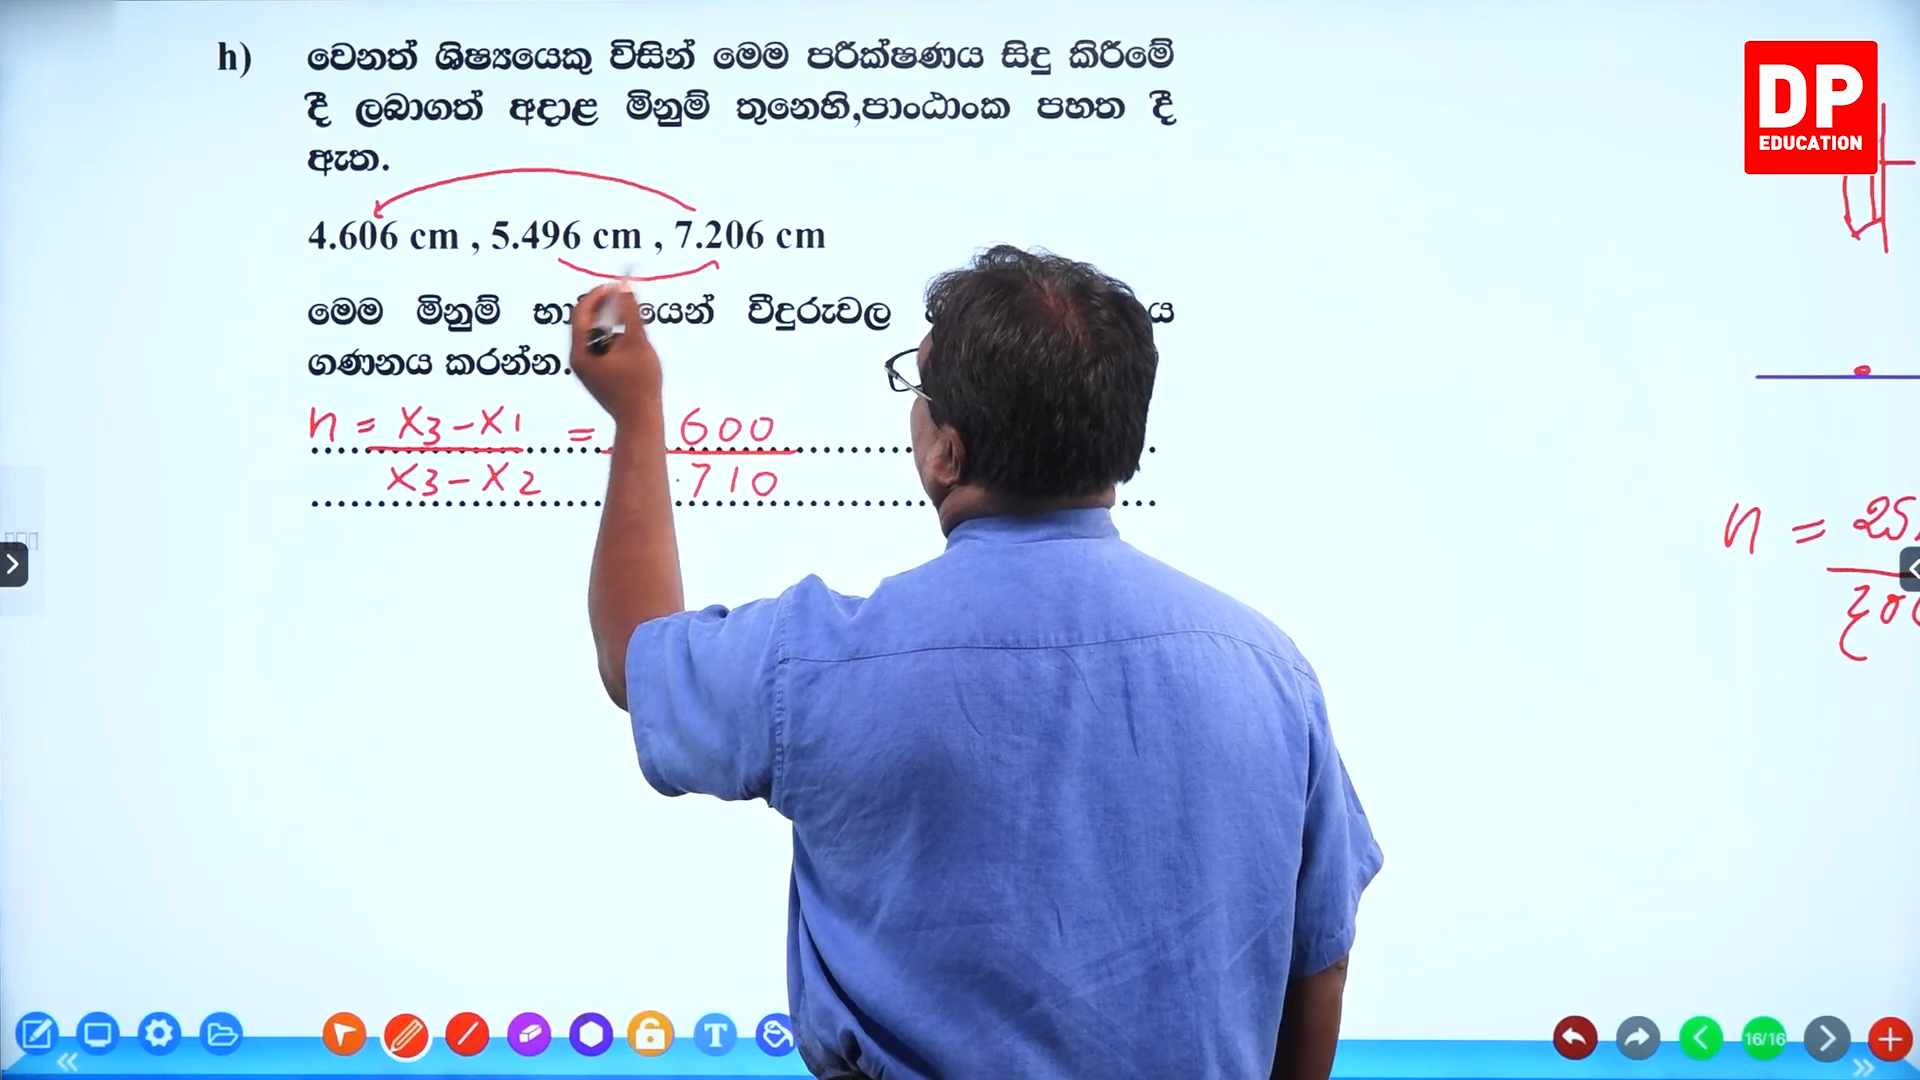 h) වෙනත් ශිෂ්‍යයෙකු විසින් මෙම පරීක්ෂණය සිදු කිරීමේ
දී ලබාගත් අදාළ මිනුම් තුනෙහි,පාංඨාංක පහත දී
ඇත.
4.606 cm , 5.496 cm , 7.206 cm
මෙම මිනුම් වීදුරුවල
ගණනය කරන්න.
n = X3-X1 = 600
X3-X2 .710
n =
DP
EDUCATION
T
16/16